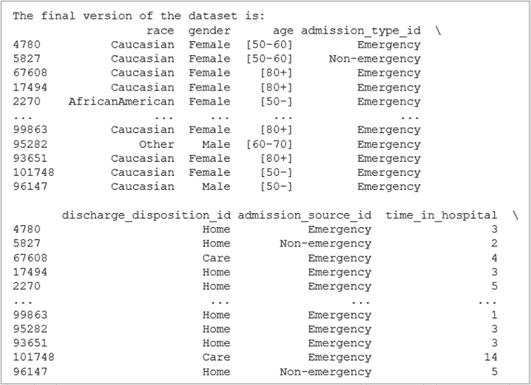 The final version of the dataset is:
race gender age admission_type_id \
4780 Caucasian Female [50-60] Emergency
5827 Caucasian Female [50-60] Non-emergency
67608 Caucasian Female [80+] Emergency
17494 Caucasian Female [80+] Emergency
2270 AfricanAmerican Female [50-] Emergency
... ... ... ... ...
99863 Caucasian Female [80+] Emergency
95282 Other Male [60-70] Emergency
93651 Caucasian Female [80+] Emergency
101748 Caucasian Female [50-] Emergency
96147 Caucasian Male [50-] Emergency
discharge_disposition_id admission_source_id time_in_hospital \
4780 Home Emergency 3
5827 Home Non-emergency 2
67608 Care Emergency 4
17494 Home Emergency 3
2270 Home Emergency 5
... ... ... ...
99863 Home Emergency 1
95282 Home Emergency 3
93651 Home Emergency 3
101748 Care Emergency 14
96147 Home Non-emergency 5